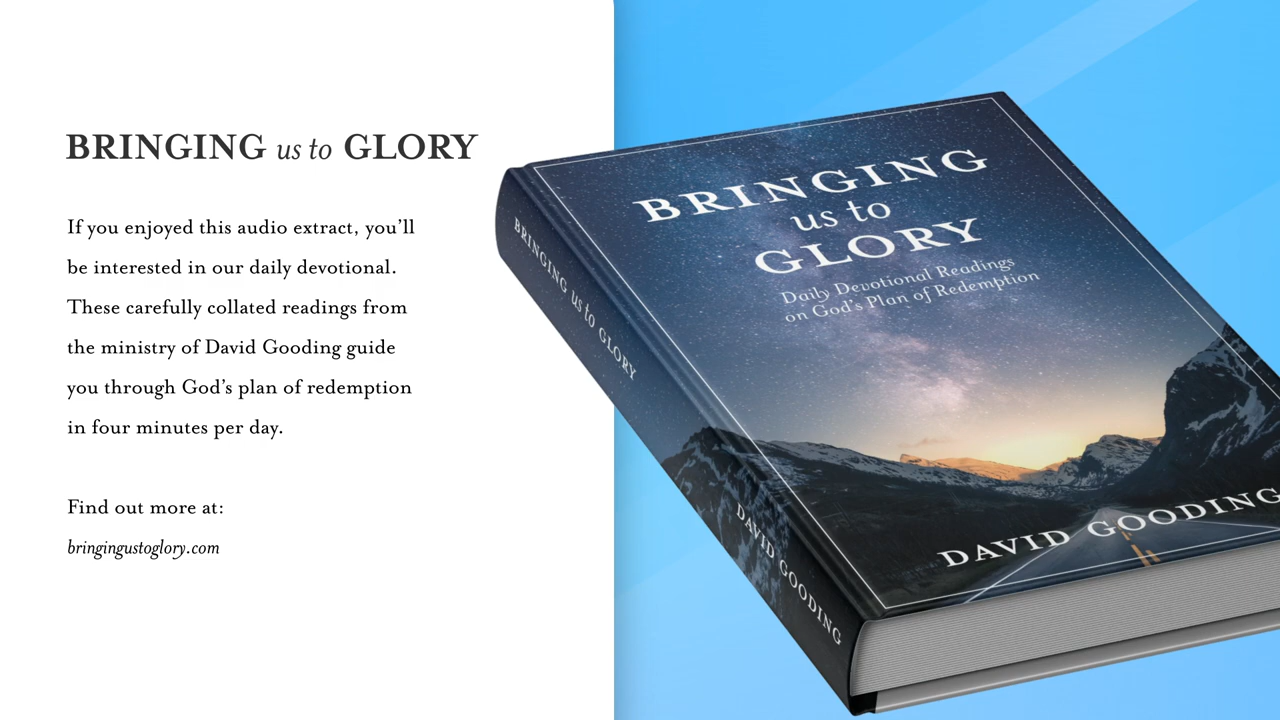 BRINGING us to GLORY
If you enjoyed this audio extract, you’ll
be interested in our daily devotional.
These carefully collated readings from
the ministry of David Gooding guide
you through God’s plan of redemption
in four minutes per day.
Find out more at:
bringingustoglory.com
BRINGING
us to
GLORY
Daily Devotional Readings
on God’s Plan of Redemption
DAVID GOODING
BRINGING us to GLORY
DAVID GOODING